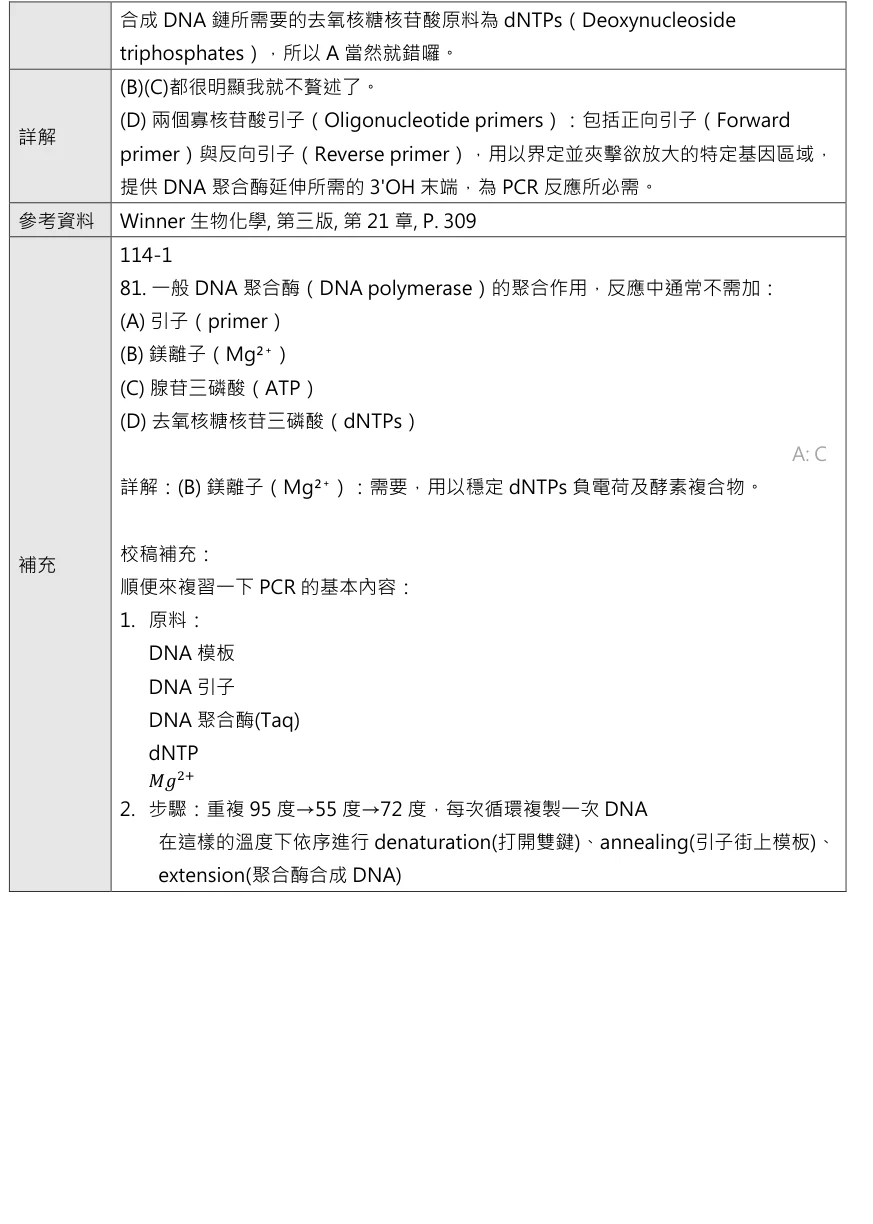 合成 DNA 鏈所需要的去氧核糖核苷酸原料為 dNTPs（Deoxynucleoside
triphosphates），所以 A 當然就錯囉。
詳解
(B)(C)都很明顯我就不贅述了。
(D) 兩個寡核苷酸引子（Oligonucleotide primers）：包括正向引子（Forward
primer）與反向引子（Reverse primer），用以界定並夾擊欲放大的特定基因區域，
提供 DNA 聚合酶延伸所需的 3'OH 末端，為 PCR 反應所必需。
參考資料
Winner 生物化學, 第三版, 第 21 章, P. 309
補充
114-1
81. 一般 DNA 聚合酶（DNA polymerase）的聚合作用，反應中通常不需加：
(A) 引子（primer）
(B) 鎂離子（Mg²⁺）
(C) 腺苷三磷酸（ATP）
(D) 去氧核糖核苷三磷酸（dNTPs）
A: C
詳解：(B) 鎂離子（Mg²⁺）：需要，用以穩定 dNTPs 負電荷及酵素複合物。
校稿補充：
順便來複習一下 PCR 的基本內容：
1. 原料：
DNA 模板
DNA 引子
DNA 聚合酶(Taq)
dNTP
Mg²⁺
2. 步驟：重複 95 度→55 度→72 度，每次循環複製一次 DNA
在這樣的溫度下依序進行 denaturation(打開雙鍵)、annealing(引子街上模板)、
extension(聚合酶合成 DNA)